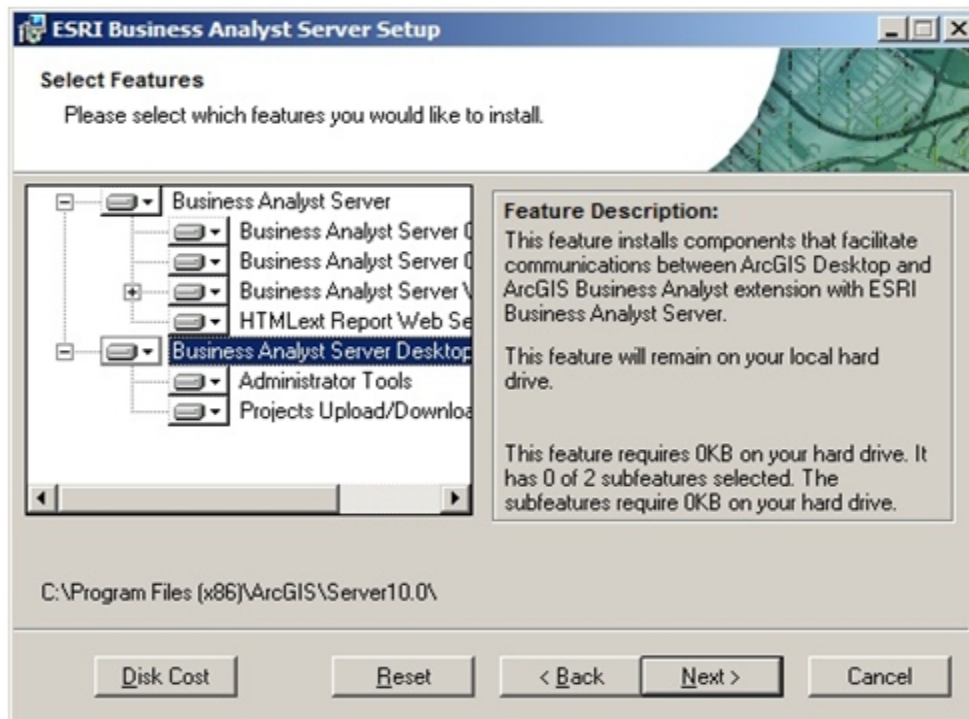 ESRI Business Analyst Server Setup
Select Features
Please select which features you would like to install.
Business Analyst Server
Business Analyst Server
Business Analyst Server
Business Analyst Server
HTMLext Report Web Se
Business Analyst Server Desktop
Administrator Tools
Projects Upload/Downloa
Feature Description:
This feature installs components that facilitate
communications between ArcGIS Desktop and
ArcGIS Business Analyst extension with ESRI
Business Analyst Server.
This feature will remain on your local hard
drive.
This feature requires 0KB on your hard drive. It
has 0 of 2 subfeatures selected. The
subfeatures require 0KB on your hard drive.
C:\Program Files (x86)\ArcGIS\Server10.0\
Disk Cost
Reset
< Back
Next >
Cancel